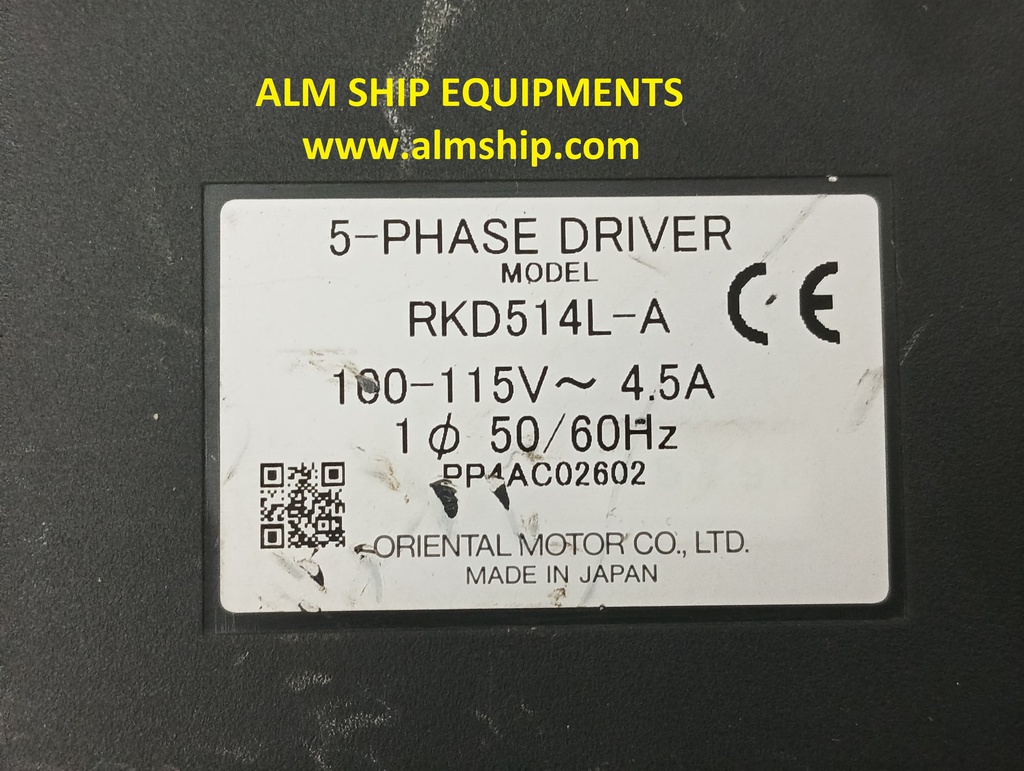 ALM SHIP EQUIPMENTS
www.almship.com
5-PHASE DRIVER
MODEL
RKD514L-A
CE
100-115V~ 4.5A
1ϕ 50/60Hz
PP4AC02602
ORIENTAL MOTOR CO., LTD.
MADE IN JAPAN